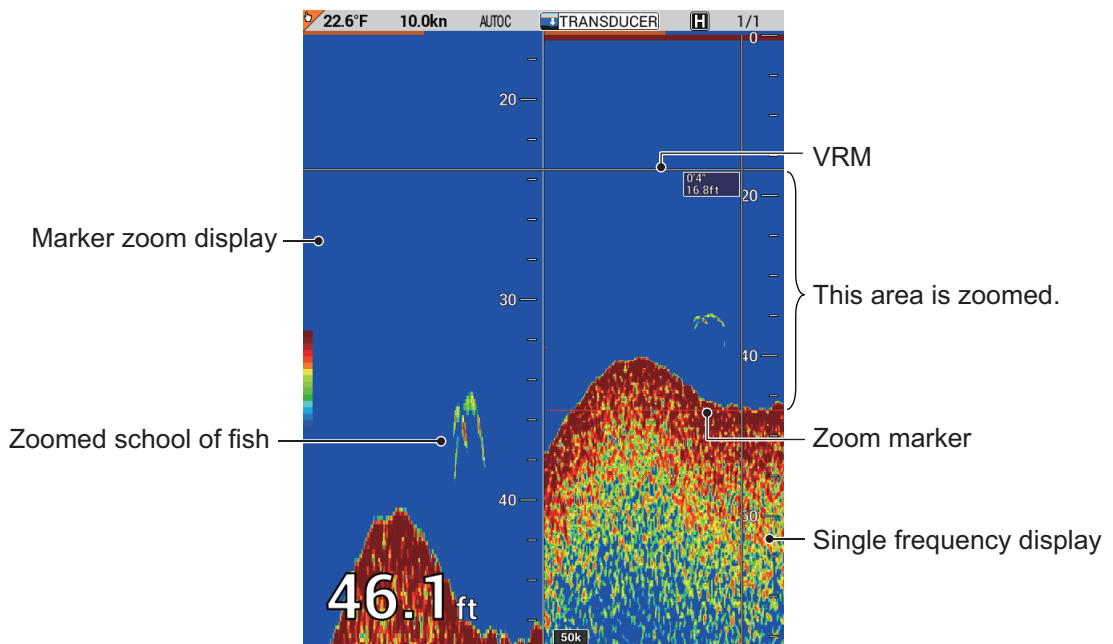 22.6°F 10.0kn AUTOC TRANSDUCER H 1/1
0
20
VRM
0'4"
16.8ft
20
Marker zoom display
30
This area is zoomed.
40
Zoomed school of fish
Zoom marker
40
60
Single frequency display
46.1ft
50k